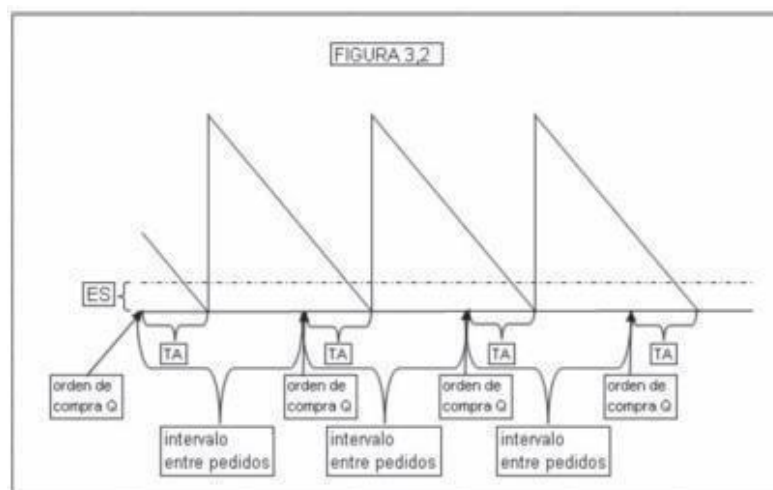 FIGURA 3,2
ES
TA
TA
TA
TA
orden de
compra Q
orden de
compra Q
orden de
compra Q
orden de
compra Q
intervalo
entre pedidos
intervalo
entre pedidos
intervalo
entre pedidos